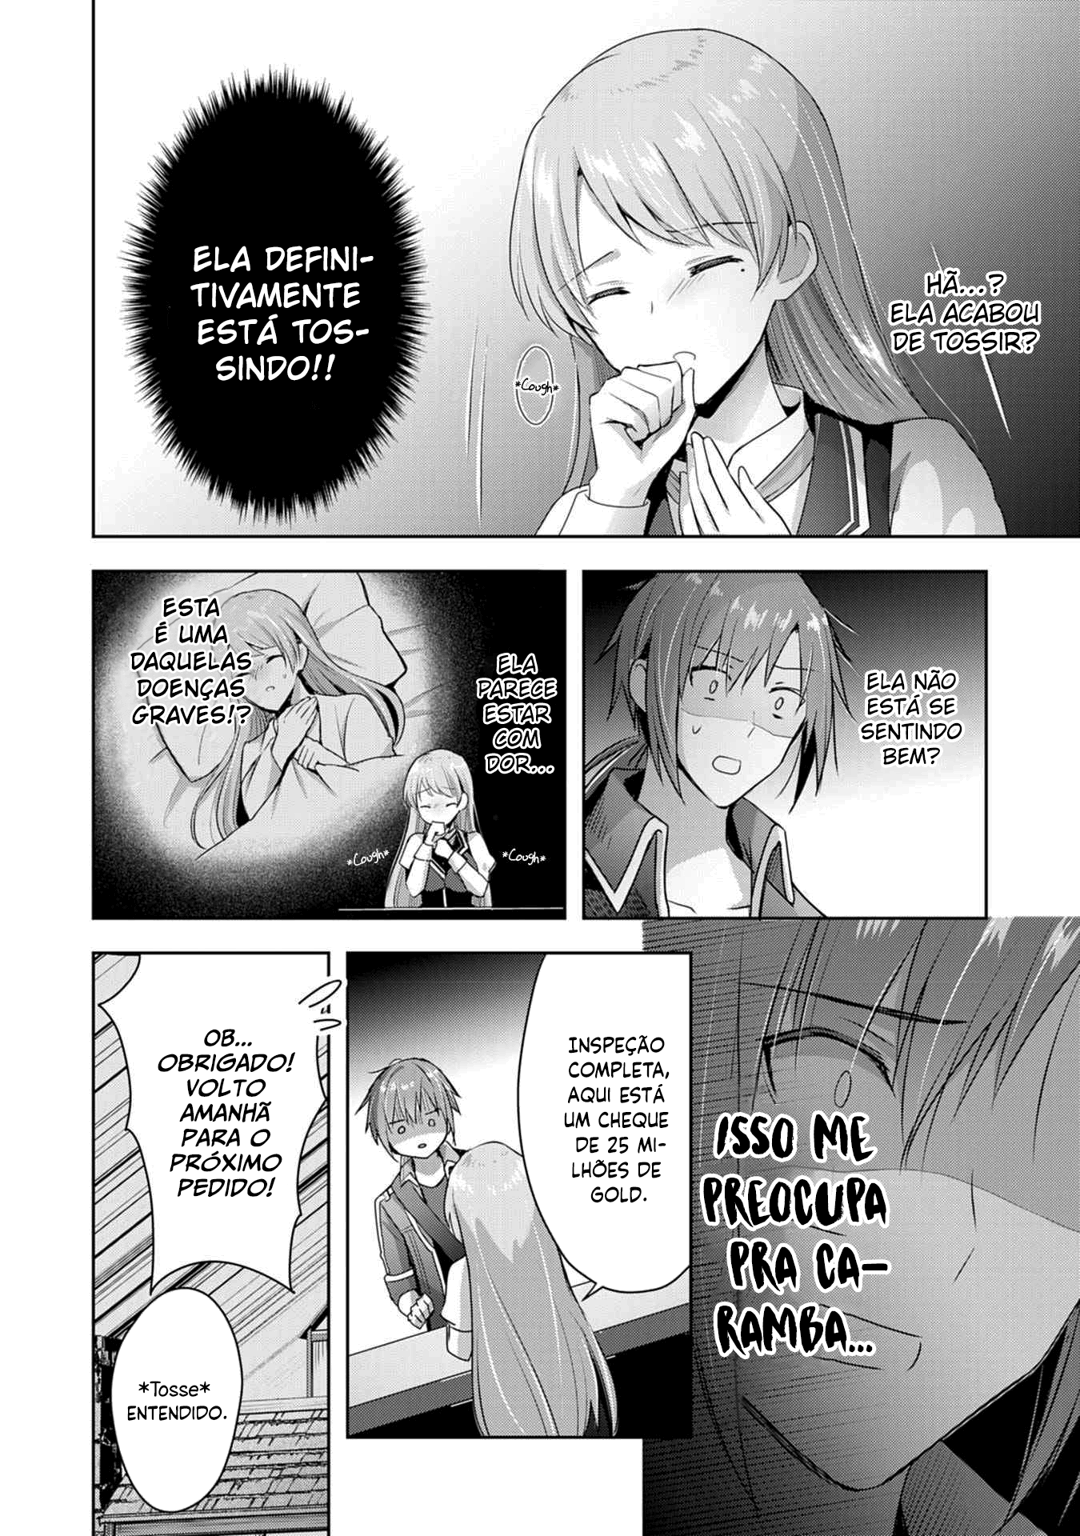 HÃ...?
ELA ACABOU
DE TOSSIR?
*Cough*
ELA DEFINI-
TIVAMENTE
ESTÁ TOS-
SINDO!!
ELA NÃO
ESTÁ SE
SENTINDO
BEM?
ELA
PARECE
ESTAR
COM
DOR...
ESTA
É UMA
DAQUELAS
DOENÇAS
GRAVES!?
*Cough*
*Cough*
ISSO ME
PREOCUPA
PRA CA-
RAMBA...
INSPEÇÃO
COMPLETA,
AQUI ESTÁ
UM CHEQUE
DE 25 MI-
LHÕES DE
GOLD.
OB...
OBRIGADO!
VOLTO
AMANHÃ
PARA O
PRÓXIMO
PEDIDO!
*Tosse*
ENTENDIDO.